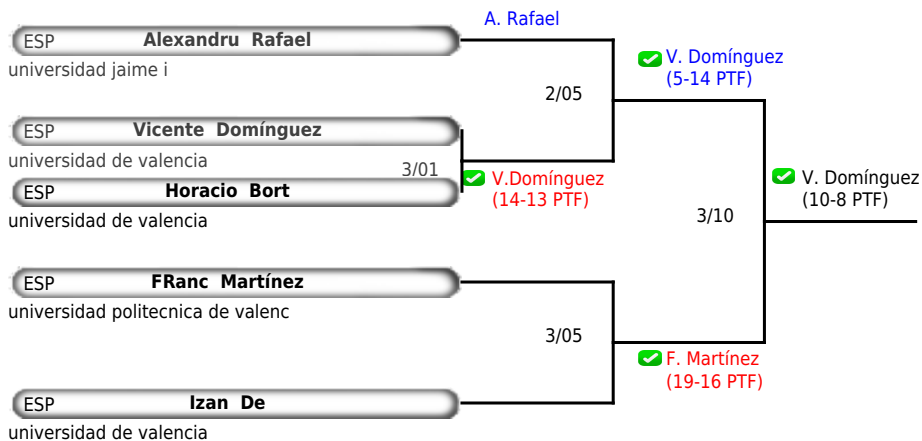 A. Rafael
ESP Alexandru Rafael
universidad jaime i
V. Domínguez
(5-14 PTF)
2/05
ESP Vicente Domínguez
universidad de valencia
3/01
V.Domínguez
(14-13 PTF)
V. Domínguez
(10-8 PTF)
ESP Horacio Bort
universidad de valencia
3/10
ESP FRanc Martínez
universidad politecnica de valenc
3/05
F. Martínez
(19-16 PTF)
ESP Izan De
universidad de valencia